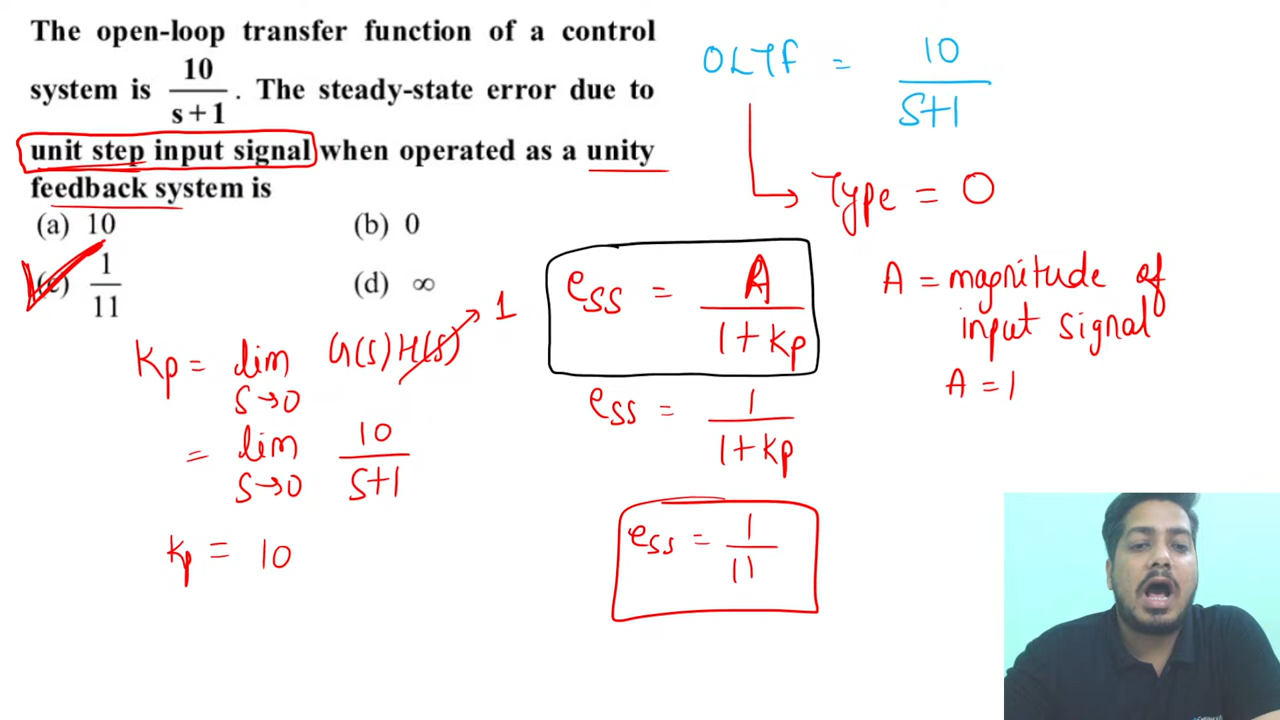 The open-loop transfer function of a control
system is 10/(s+1). The steady-state error due to
unit step input signal when operated as a unity
feedback system is
(a) 10 (b) 0
(c) 1/11 (d) ∞
OLTF = 10/(S+1)
Type = 0
ess = A/(1+Kp)
A = magnitude of
input signal
A = 1
Kp = lim S→0 G(S)H(S) 1
= lim S→0 10/(S+1)
Kp = 10
ess = 1/(1+Kp)
ess = 1/11